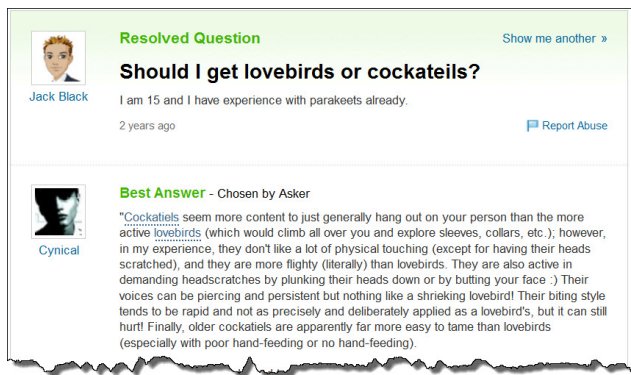 Resolved Question
Show me another »
Should I get lovebirds or cockateils?
Jack Black
I am 15 and I have experience with parakeets already.
2 years ago
Report Abuse
Best Answer - Chosen by Asker
Cynical
"Cockatiels seem more content to just generally hang out on your person than the more
active lovebirds (which would climb all over you and explore sleeves, collars, etc.); however,
in my experience, they don't like a lot of physical touching (except for having their heads
scratched), and they are more flighty (literally) than lovebirds. They are also active in
demanding headscratches by plunking their heads down or by butting your face :) Their
voices can be piercing and persistent but nothing like a shrieking lovebird! Their biting style
tends to be rapid and not as precisely and deliberately applied as a lovebird's, but it can still
hurt! Finally, older cockatiels are apparently far more easy to tame than lovebirds
(especially with poor hand-feeding or no hand-feeding).